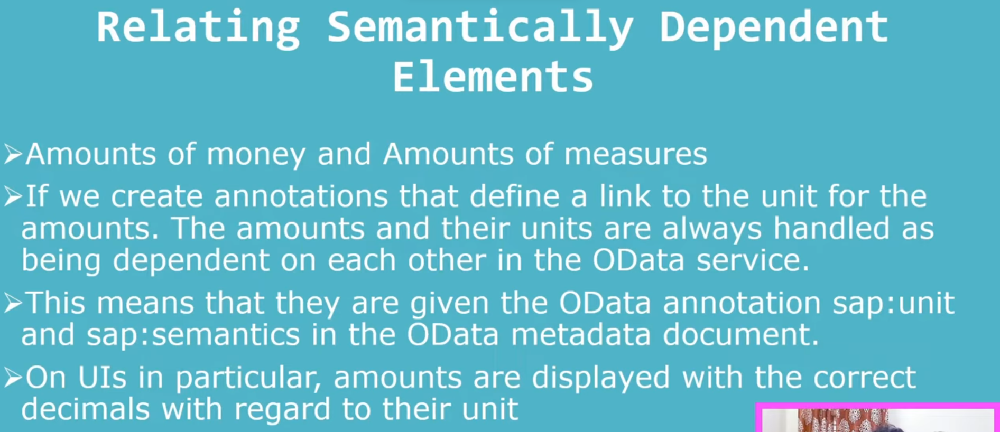 Relating Semantically Dependent
Elements
➢Amounts of money and Amounts of measures
➢If we create annotations that define a link to the unit for the
amounts. The amounts and their units are always handled as
being dependent on each other in the OData service.
➢This means that they are given the OData annotation sap:unit
and sap:semantics in the OData metadata document.
➢On UIs in particular, amounts are displayed with the correct
decimals with regard to their unit